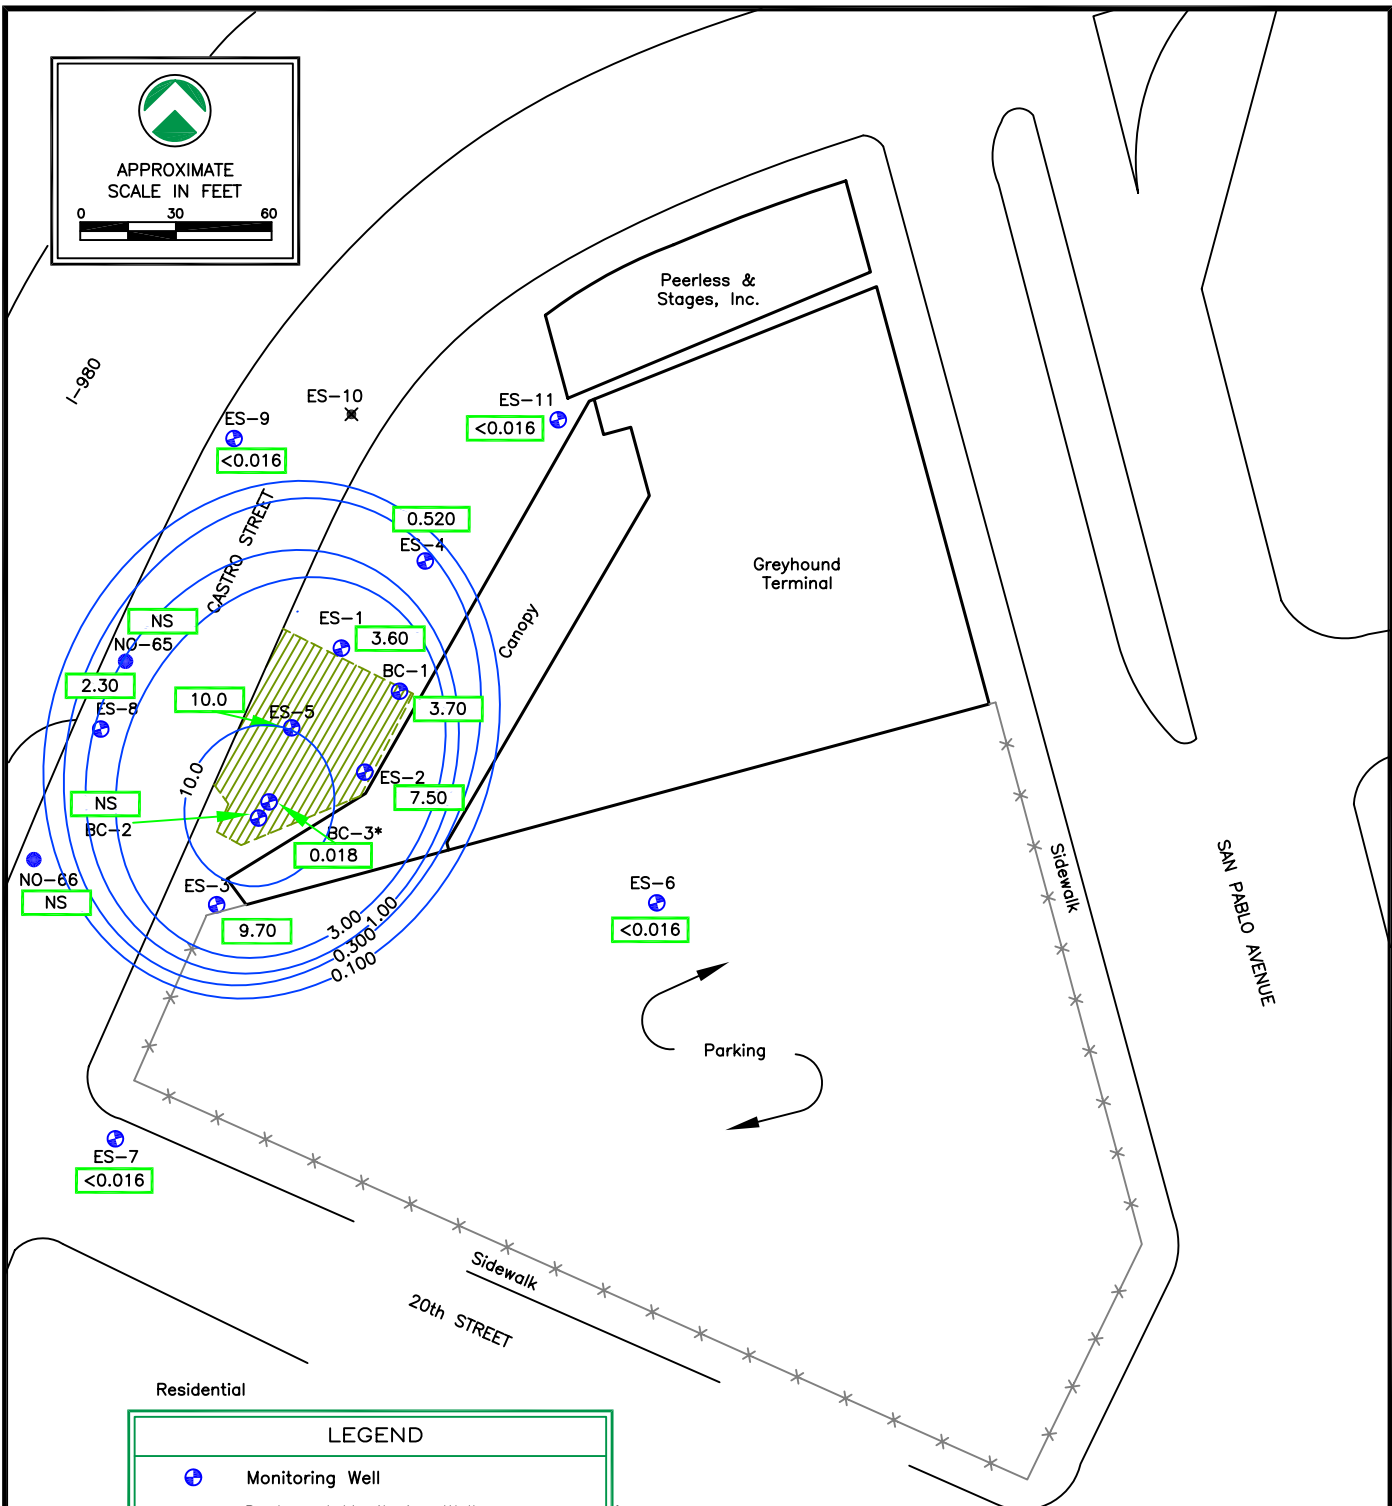 APPROXIMATE
SCALE IN FEET
0 30 60
Peerless &
Stages, Inc.
I-980
ES-10
ES-9
<0.016
ES-11
<0.016
CASTRO STREET
0.520
ES-4
Greyhound
Terminal
Canopy
NS
NO-65
ES-1
3.60
BC-1
2.30
ES-8
10.0
ES-5
3.70
10.0
ES-2
7.50
NS
BC-2
BC-3*
0.018
NO-66
NS
ES-3
9.70
3.00
1.00
0.300
0.100
ES-6
<0.016
Sidewalk
SAN PABLO AVENUE
Parking
ES-7
<0.016
Sidewalk
20th STREET
Residential
LEGEND
Monitoring Well